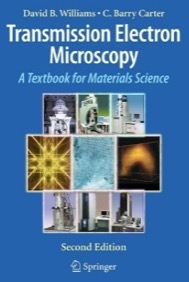 David B. Williams • C. Barry Carter
Transmission Electron
Microscopy
A Textbook for Materials Science
Second Edition
Springer